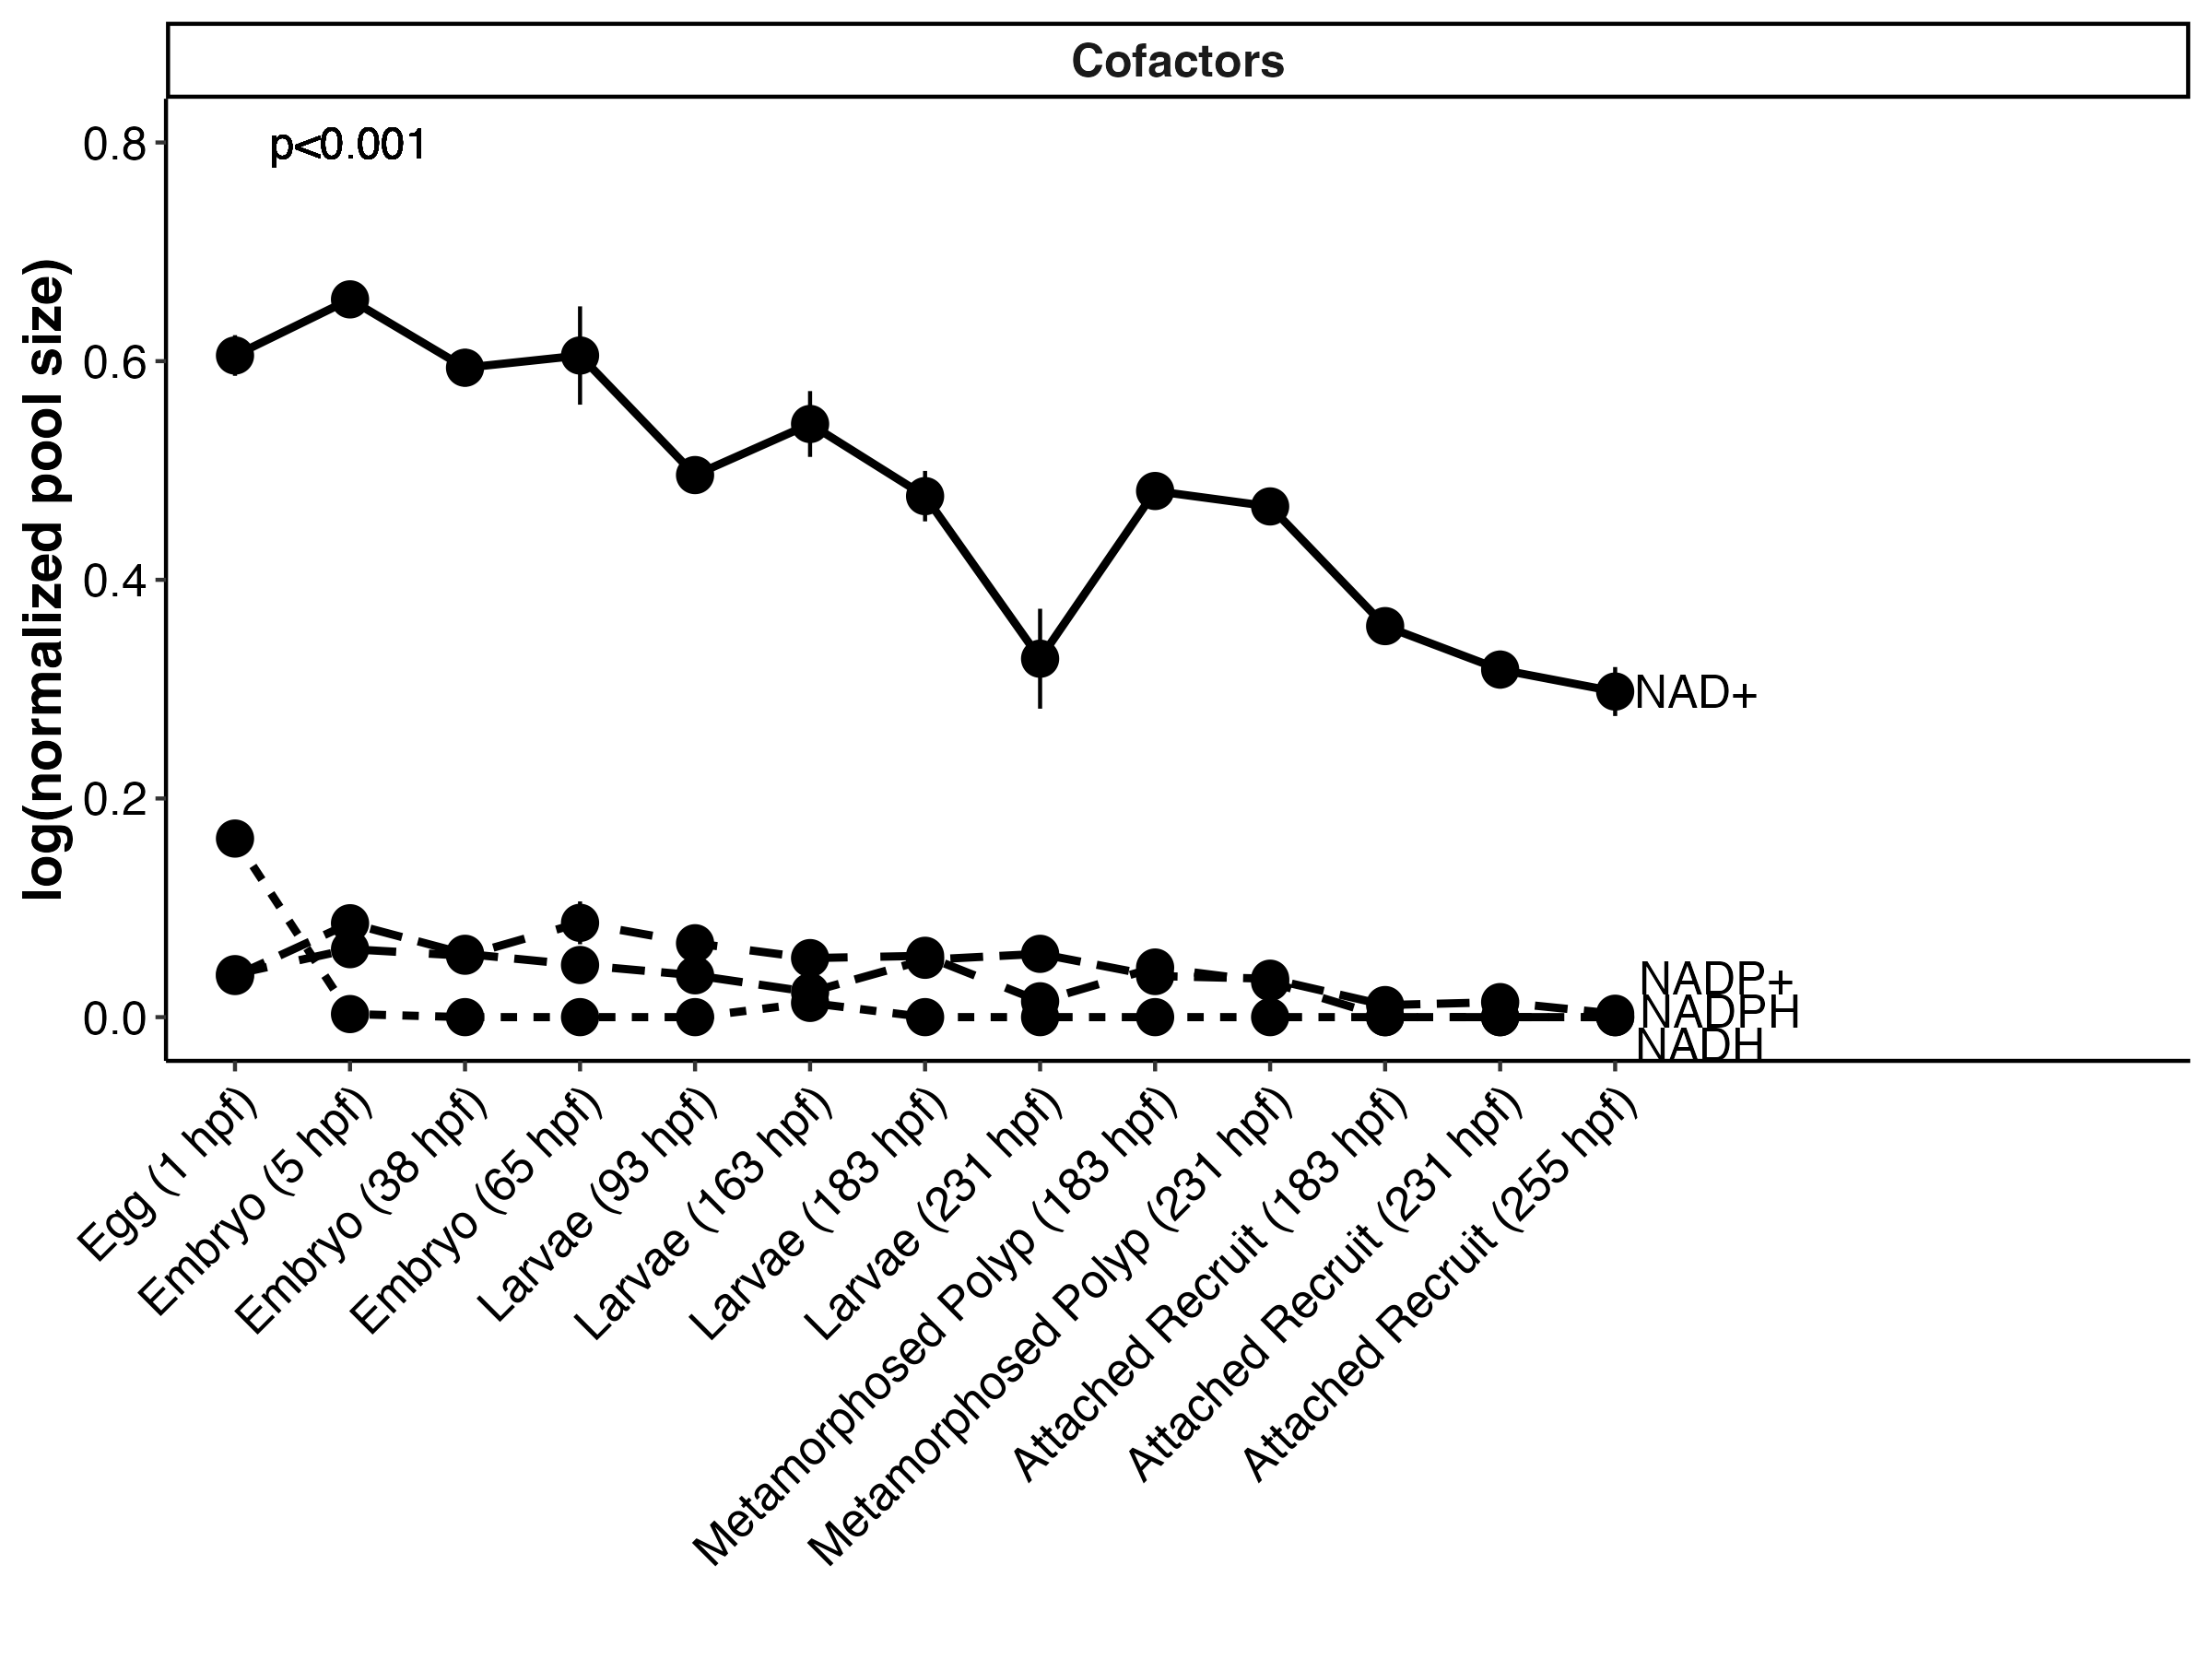 Cofactors
p<0.001
log(normalized pool size)
0.8
0.6
0.4
0.2
0.0
NAD+
NADP+
NADPH
NADH
Egg (1 hpf)
Embryo (5 hpf)
Embryo (38 hpf)
Embryo (65 hpf)
Larvae (93 hpf)
Larvae (163 hpf)
Larvae (183 hpf)
Larvae (231 hpf)
Metamorphosed Polyp (183 hpf)
Metamorphosed Polyp (231 hpf)
Attached Recruit (183 hpf)
Attached Recruit (231 hpf)
Attached Recruit (255 hpf)